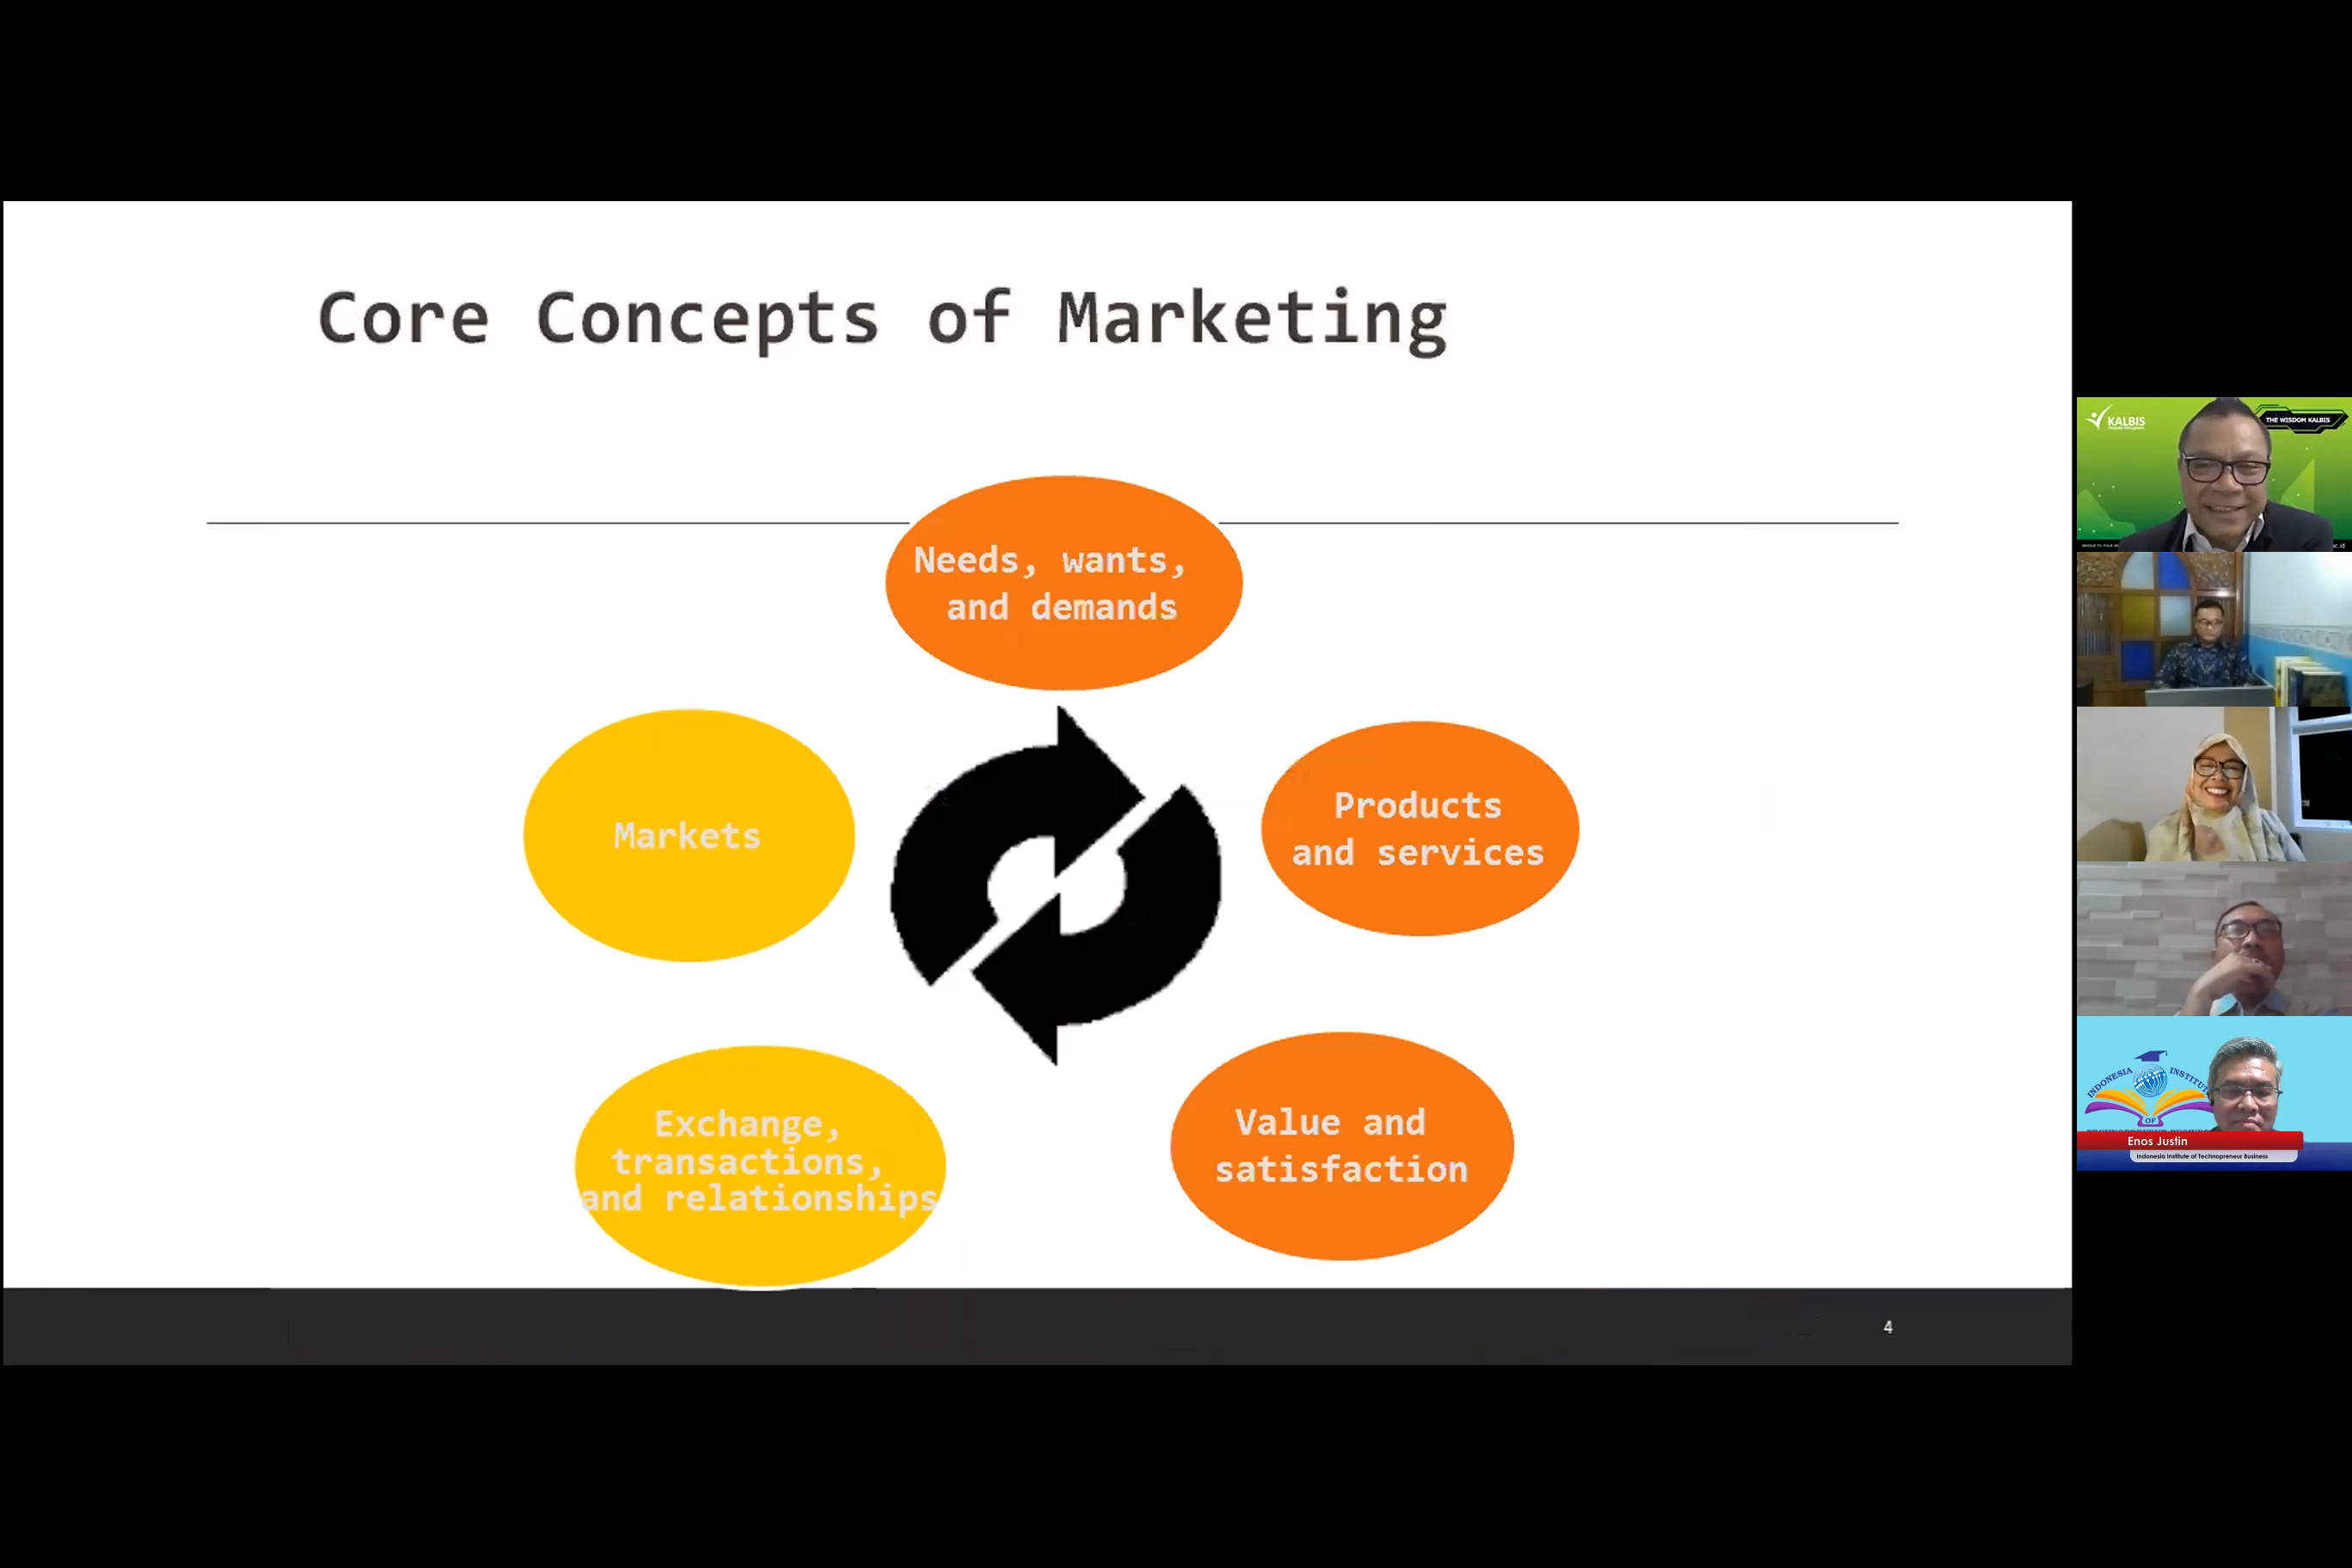 Core Concepts of Marketing
Needs, wants,
and demands
Markets
Products
and services
Exchange,
transactions,
and relationships
Value and
satisfaction
4
KALBIS
THE WISDOM KALBIS
INDONESIA
OF
Enos Justin
Indonesia Institute of Technopreneur Business